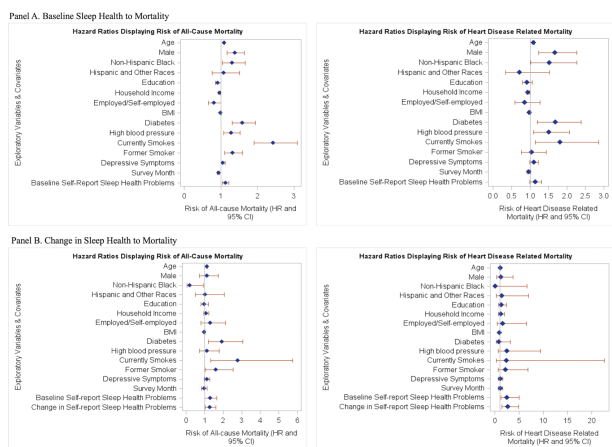 Panel A. Baseline Sleep Health to Mortality
Hazard Ratios Displaying Risk of All-Cause Mortality
Exploratory Variables & Covariates
Age
Male
Non-Hispanic Black
Hispanic and Other Races
Education
Household Income
Employed/Self-employed
BMI
Diabetes
High blood pressure
Currently Smokes
Former Smoker
Depressive Symptoms
Survey Month
Baseline Self-Report Sleep Health Problems
0 1 2 3
Risk of All-cause Mortality (HR and
95% CI)
Hazard Ratios Displaying Risk of Heart Disease Related Mortality
Exploratory Variables & Covariates
Age
Male
Non-Hispanic Black
Hispanic and Other Races
Education
Household Income
Employed/Self-employed
BMI
Diabetes
High blood pressure
Currently Smokes
Former Smoker
Depressive Symptoms
Survey Month
Baseline Self-Report Sleep Health Problems
0.0 0.5 1.0 1.5 2.0 2.5 3.0
Risk of Heart Disease Related
Mortality (HR and 95% CI)
Panel B. Change in Sleep Health to Mortality
Hazard Ratios Displaying Risk of All-Cause Mortality
Exploratory Variables & Covariates
Age
Male
Non-Hispanic Black
Hispanic and Other Races
Education
Household Income
Employed/Self-employed
BMI
Diabetes
High blood pressure
Currently Smokes
Former Smoker
Depressive Symptoms
Survey Month
Baseline Self-report Sleep Health Problems
Change in Self-report Sleep Health Problems
0 1 2 3 4 5 6
Risk of All-cause Mortality (HR and
95% CI)
Hazard Ratios Displaying Risk of Heart Disease Related Mortality
Exploratory Variables & Covariates
Age
Male
Non-Hispanic Black
Hispanic and Other Races
Education
Household Income
Employed/Self-employed
BMI
Diabetes
High blood pressure
Currently Smokes
Former Smoker
Depressive Symptoms
Survey Month
Baseline Self-report Sleep Health Problems
Change in Self-report Sleep Health Problems
0 5 10 15 20
Risk of Heart Disease Related
Mortality (HR and 95% CI)